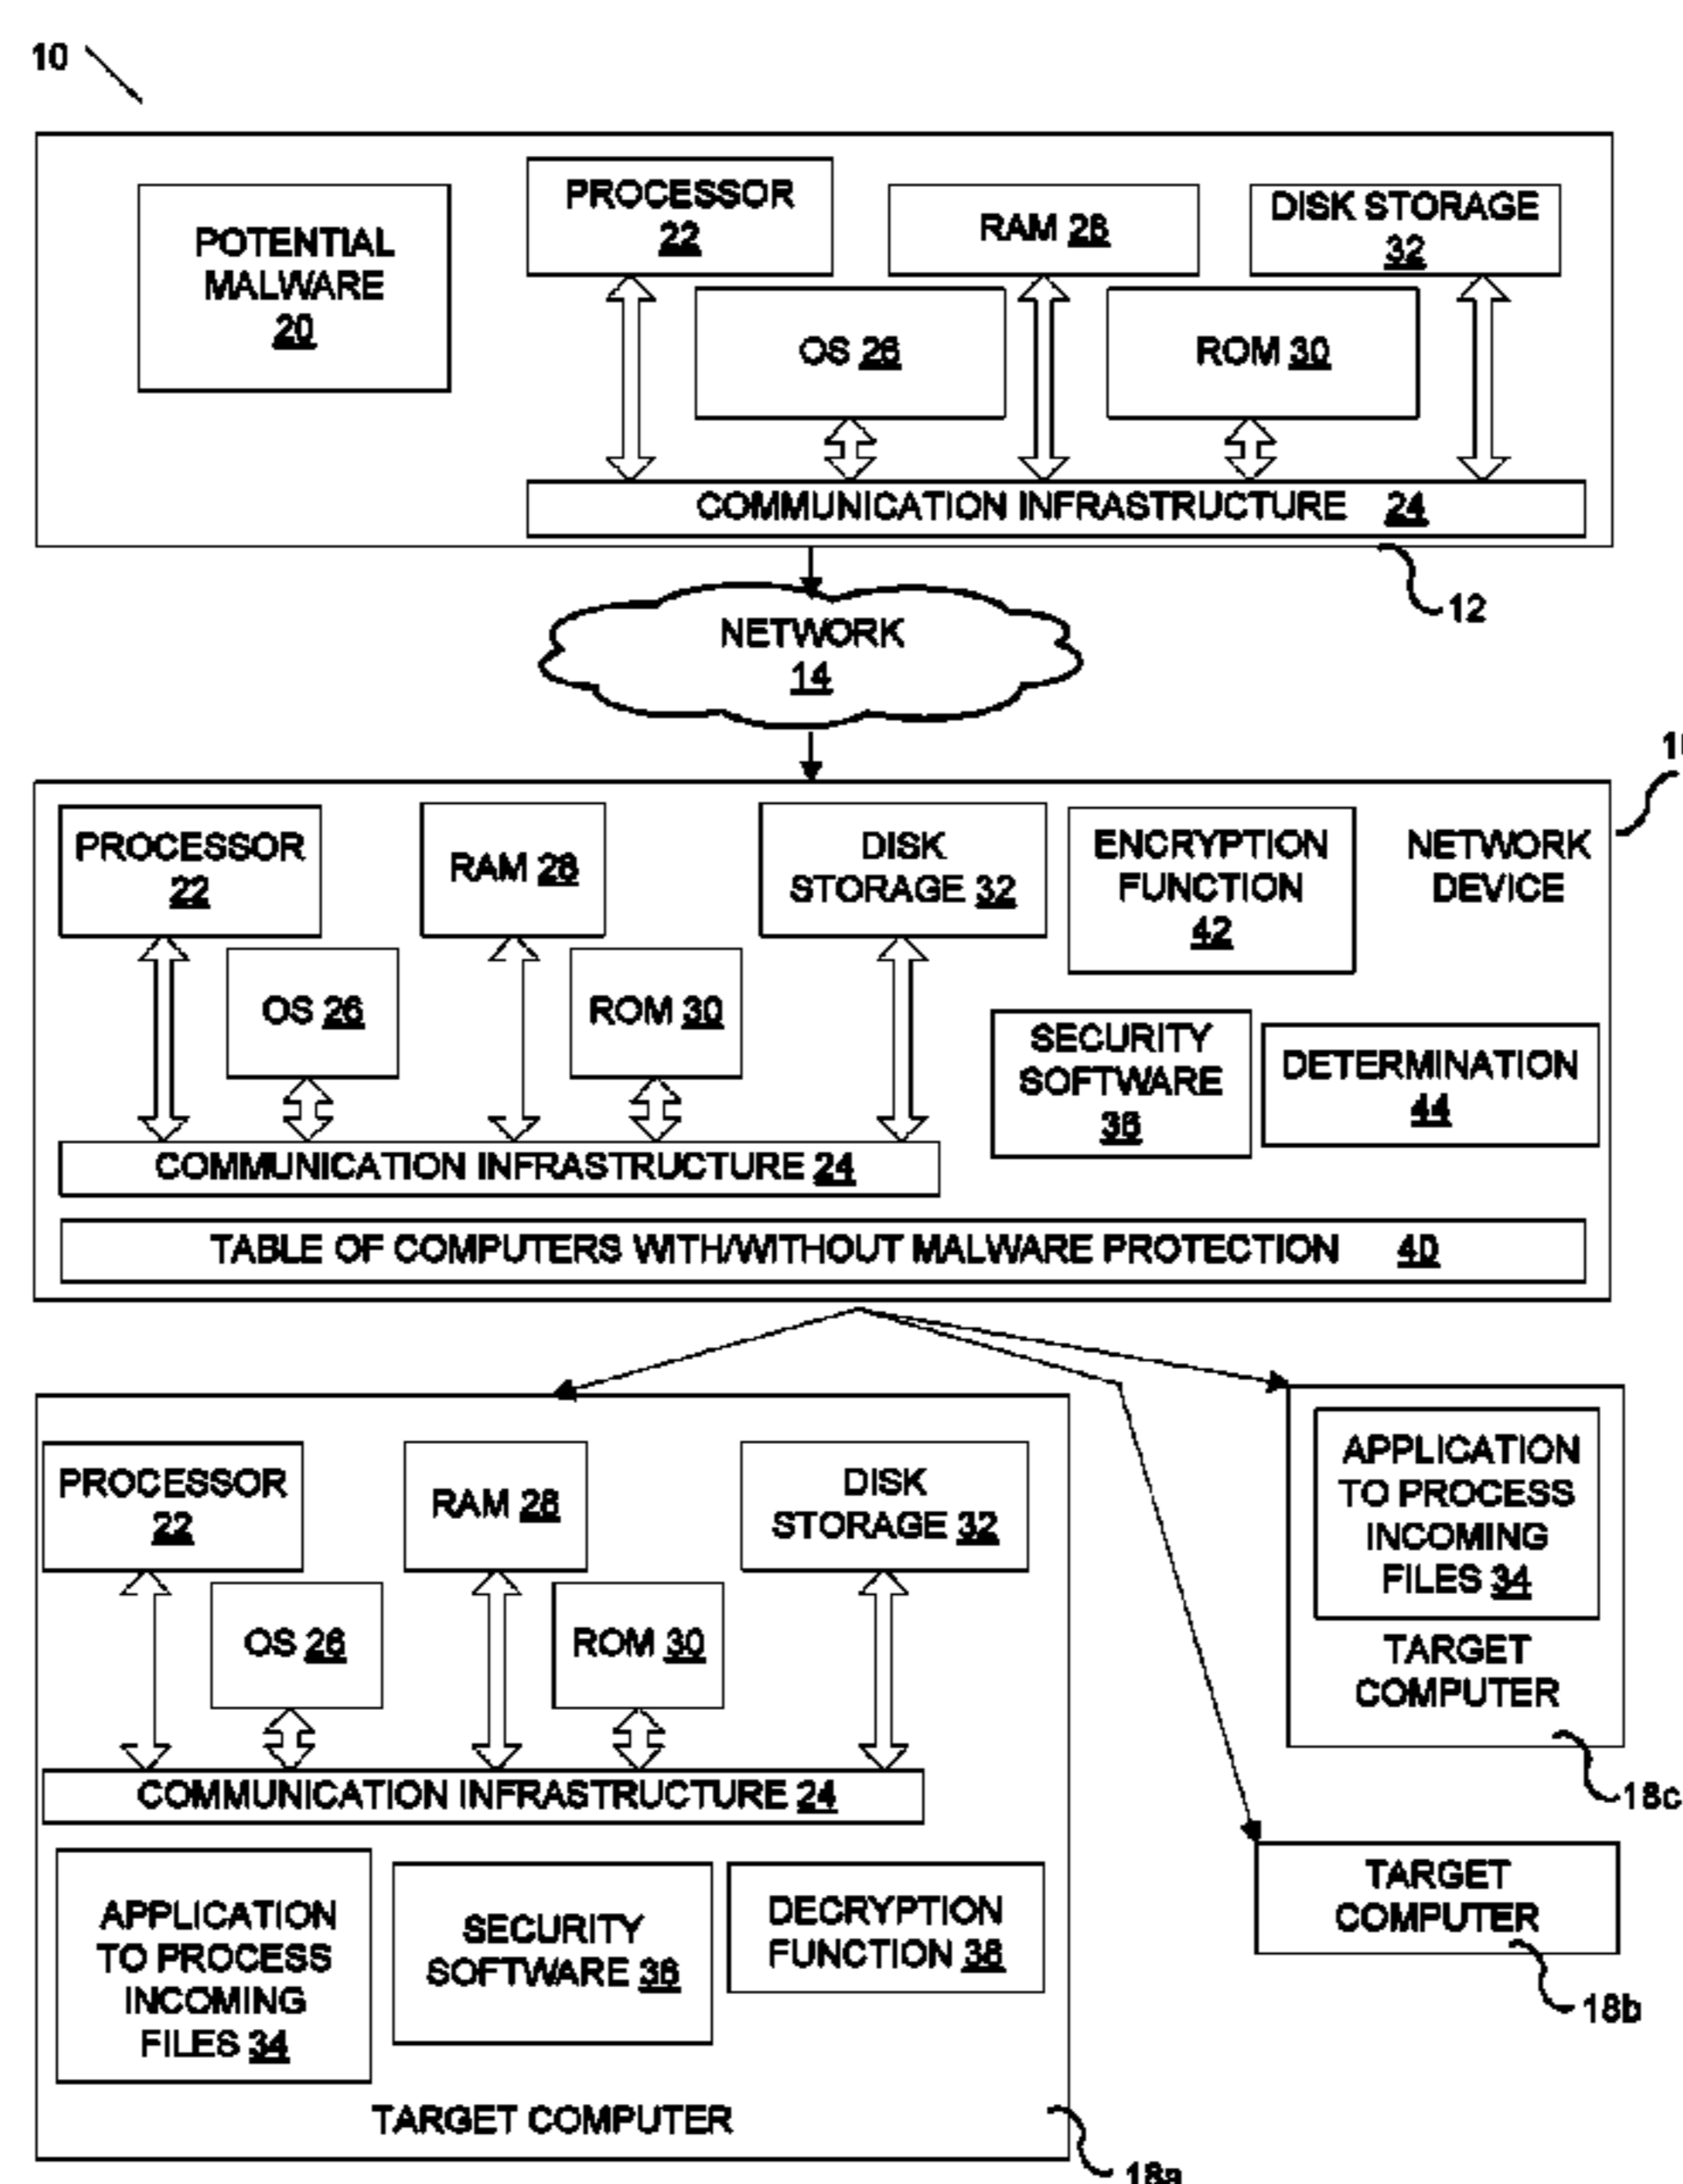 10
POTENTIAL
MALWARE
20
PROCESSOR
22
RAM 28
DISK STORAGE
32
OS 26
ROM 30
COMMUNICATION INFRASTRUCTURE 24
12
NETWORK
14
PROCESSOR
22
RAM 28
DISK
STORAGE 32
ENCRYPTION
FUNCTION
42
NETWORK
DEVICE
OS 26
ROM 30
SECURITY
SOFTWARE
36
DETERMINATION
44
COMMUNICATION INFRASTRUCTURE 24
TABLE OF COMPUTERS WITH/WITHOUT MALWARE PROTECTION 40
PROCESSOR
22
RAM 28
DISK
STORAGE 32
OS 26
ROM 30
COMMUNICATION INFRASTRUCTURE 24
APPLICATION
TO PROCESS
INCOMING
FILES 34
SECURITY
SOFTWARE 36
DECRYPTION
FUNCTION 38
TARGET COMPUTER
18a
APPLICATION
TO PROCESS
INCOMING
FILES 34
TARGET
COMPUTER
18c
TARGET
COMPUTER
18b